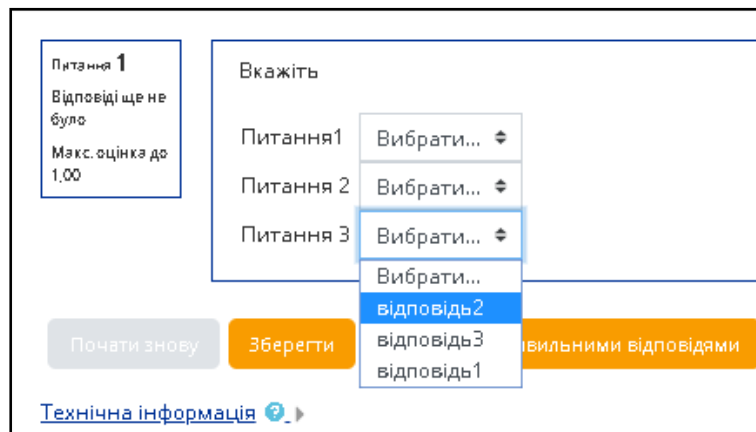 Питання 1
Відповіді ще не
було
Макс. оцінка до
1,00
Вкажіть
Питання1 Вибрати...
Питання 2 Вибрати...
Питання 3 Вибрати...
Вибрати...
відповідь2
відповідь3
відповідь1
Почати знову Зберегти вильними відповідями
Технічна інформація